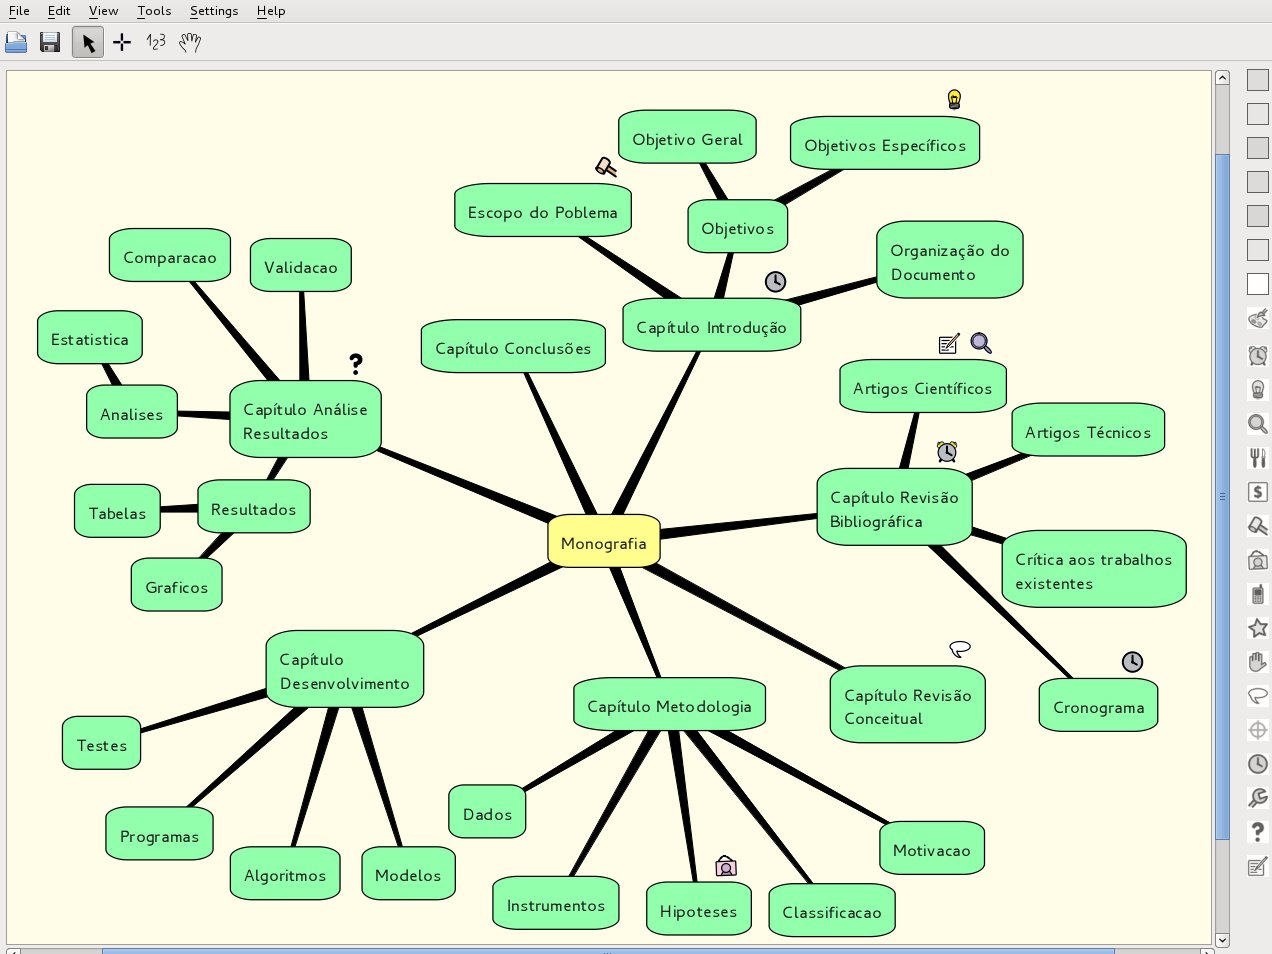 File Edit View Tools Settings Help
123
Objetivo Geral
Objetivos Específicos
Escopo do Poblema
Objetivos
Organização do
Documento
Comparacao
Validacao
Capítulo Introdução
Estatistica
Capítulo Conclusões
Artigos Científicos
?
Analises
Capítulo Análise
Resultados
Artigos Técnicos
Capítulo Revisão
Bibliográfica
Tabelas
Resultados
Monografia
Crítica aos trabalhos
existentes
Graficos
Capítulo
Desenvolvimento
Capítulo Metodologia
Capítulo Revisão
Conceitual
Cronograma
Testes
Dados
Programas
Motivacao
Algoritmos
Modelos
Instrumentos
Hipoteses
Classificacao
$
?